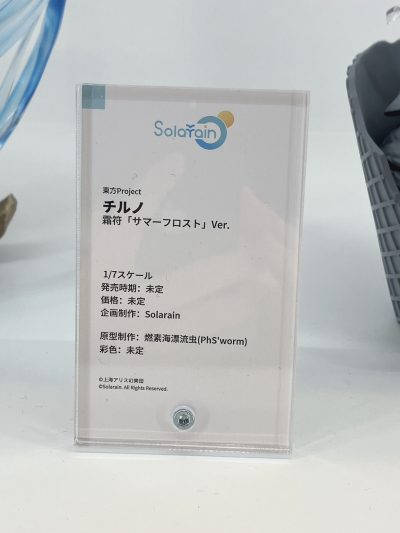 Solarain
東方Project
チルノ
霜符「サマーフロスト」Ver.
1/7スケール
発売時期：未定
価格：未定
企画制作：Solarain
原型制作：燃素海漂流虫(PhS'worm)
彩色：未定
©上海アリス幻樂団
©Solarain. All Rights Reserved.